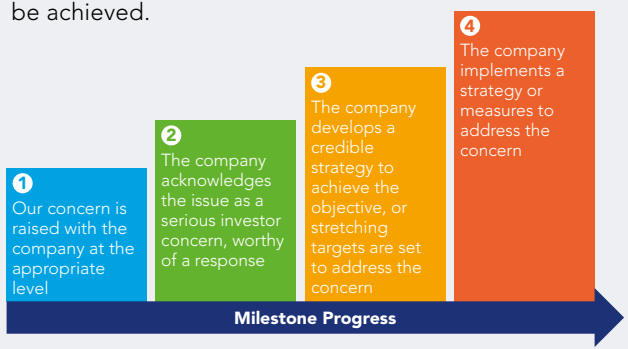 be achieved.
1
Our concern is
raised with the
company at the
appropriate
level
2
The company
acknowledges
the issue as a
serious investor
concern, worthy
of a response
3
The company
develops a
credible
strategy to
achieve the
objective, or
stretching
targets are set
to address the
concern
4
The company
implements a
strategy or
measures to
address the
concern
Milestone Progress